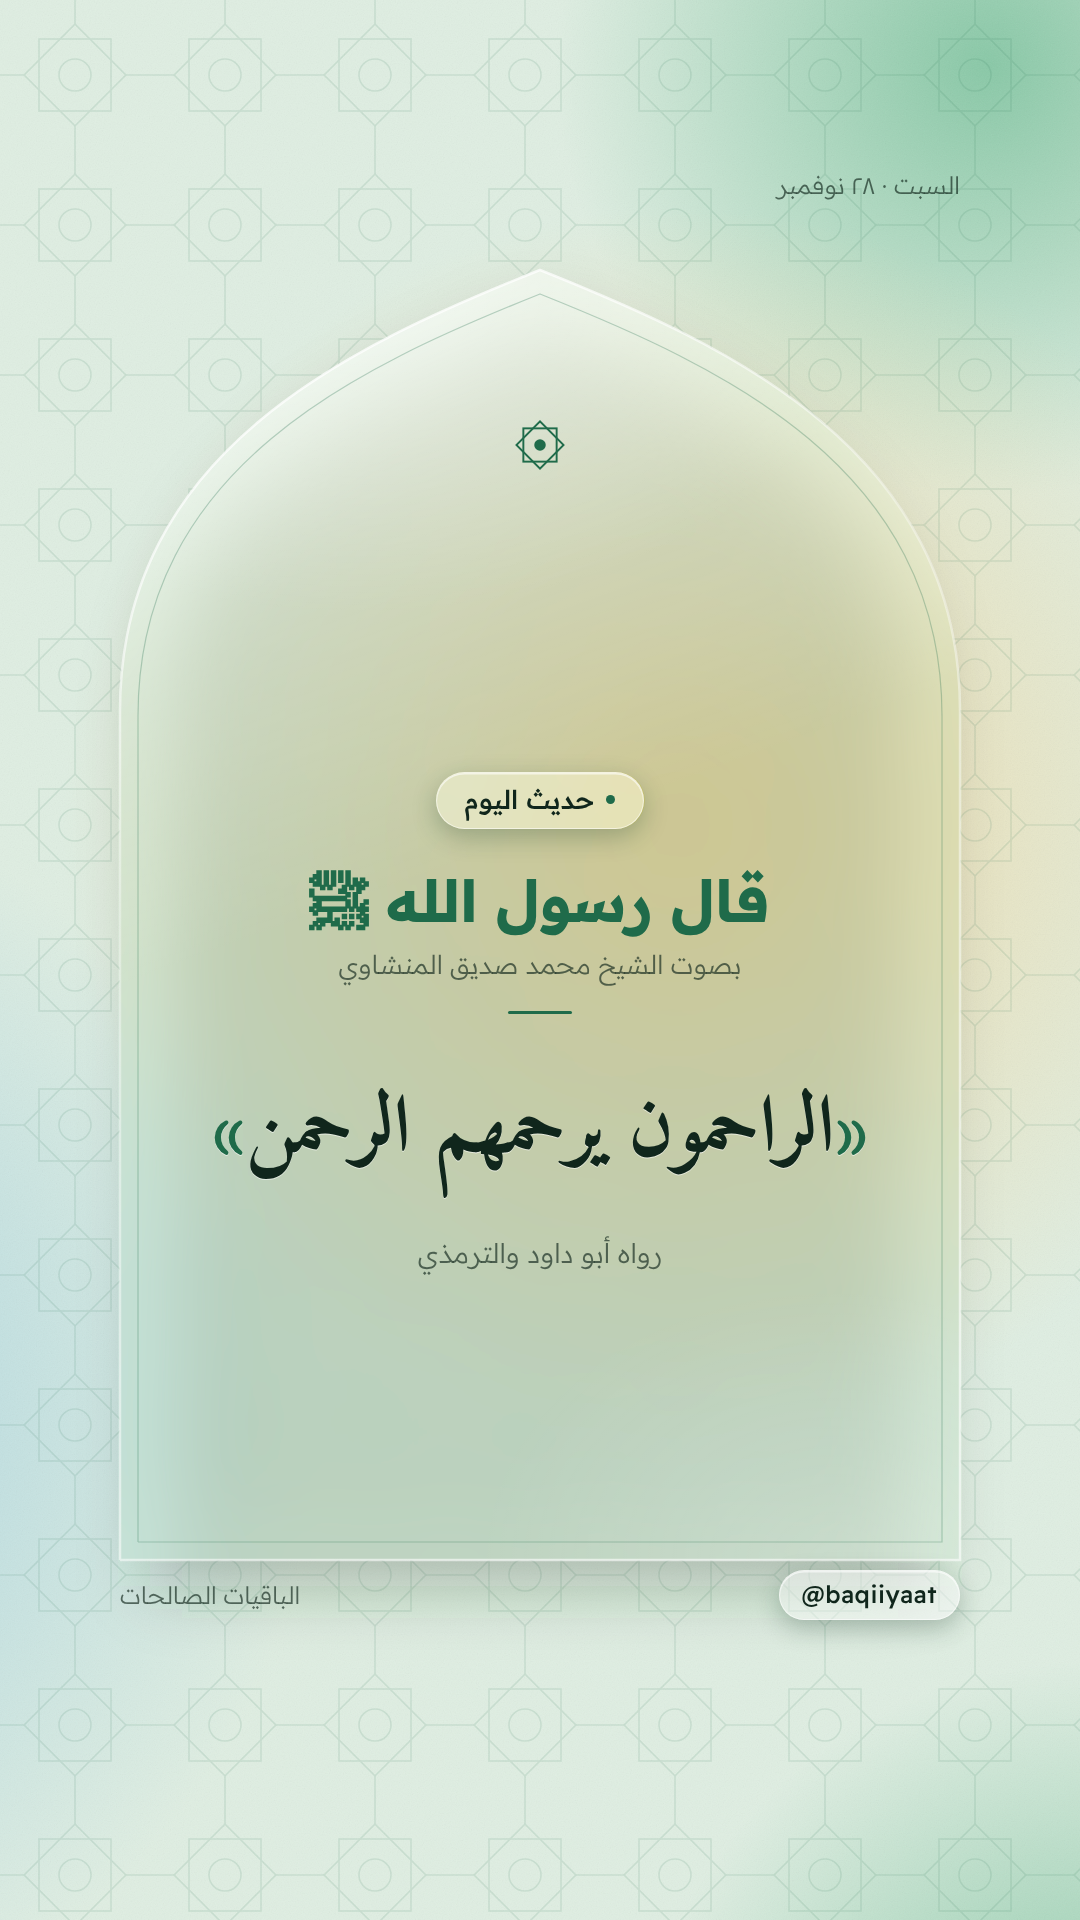 السبت · ٢٨ نوفمبر
حديث اليوم
قال رسول الله ﷺ
بصوت الشيخ محمد صديق المنشاوي
«الراحمون يرحمهم الرحمن»
رواه أبو داود والترمذي
@baqiiyaat
الباقيات الصالحات